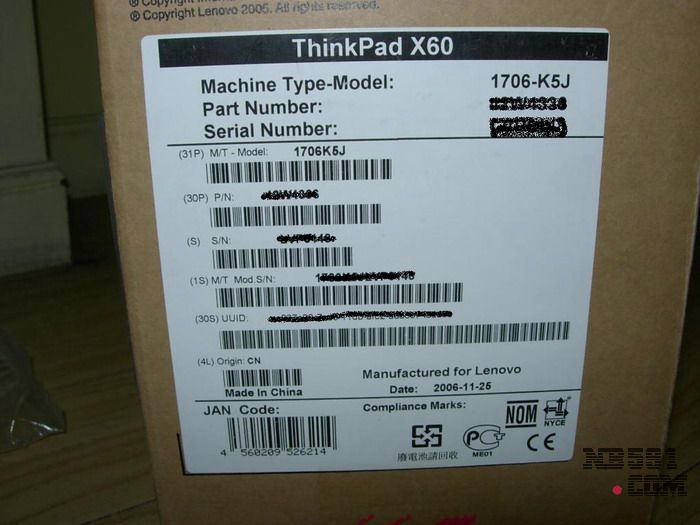 © Copyright Lenovo 2005. All rights reserved.
ThinkPad X60
Machine Type-Model: 1706-K5J
Part Number:
Serial Number:
(31P) M/T - Model: 1706K5J
(30P) P/N:
(S) S/N:
(1S) M/T Mod.S/N:
(30S) UUID:
(4L) Origin: CN
Made In China
Manufactured for Lenovo
Date: 2006-11-25
JAN Code:
4 560209 526214
Compliance Marks:
NOM
NYCE
廢電池請回收
ME01
CE
NB591
.COM